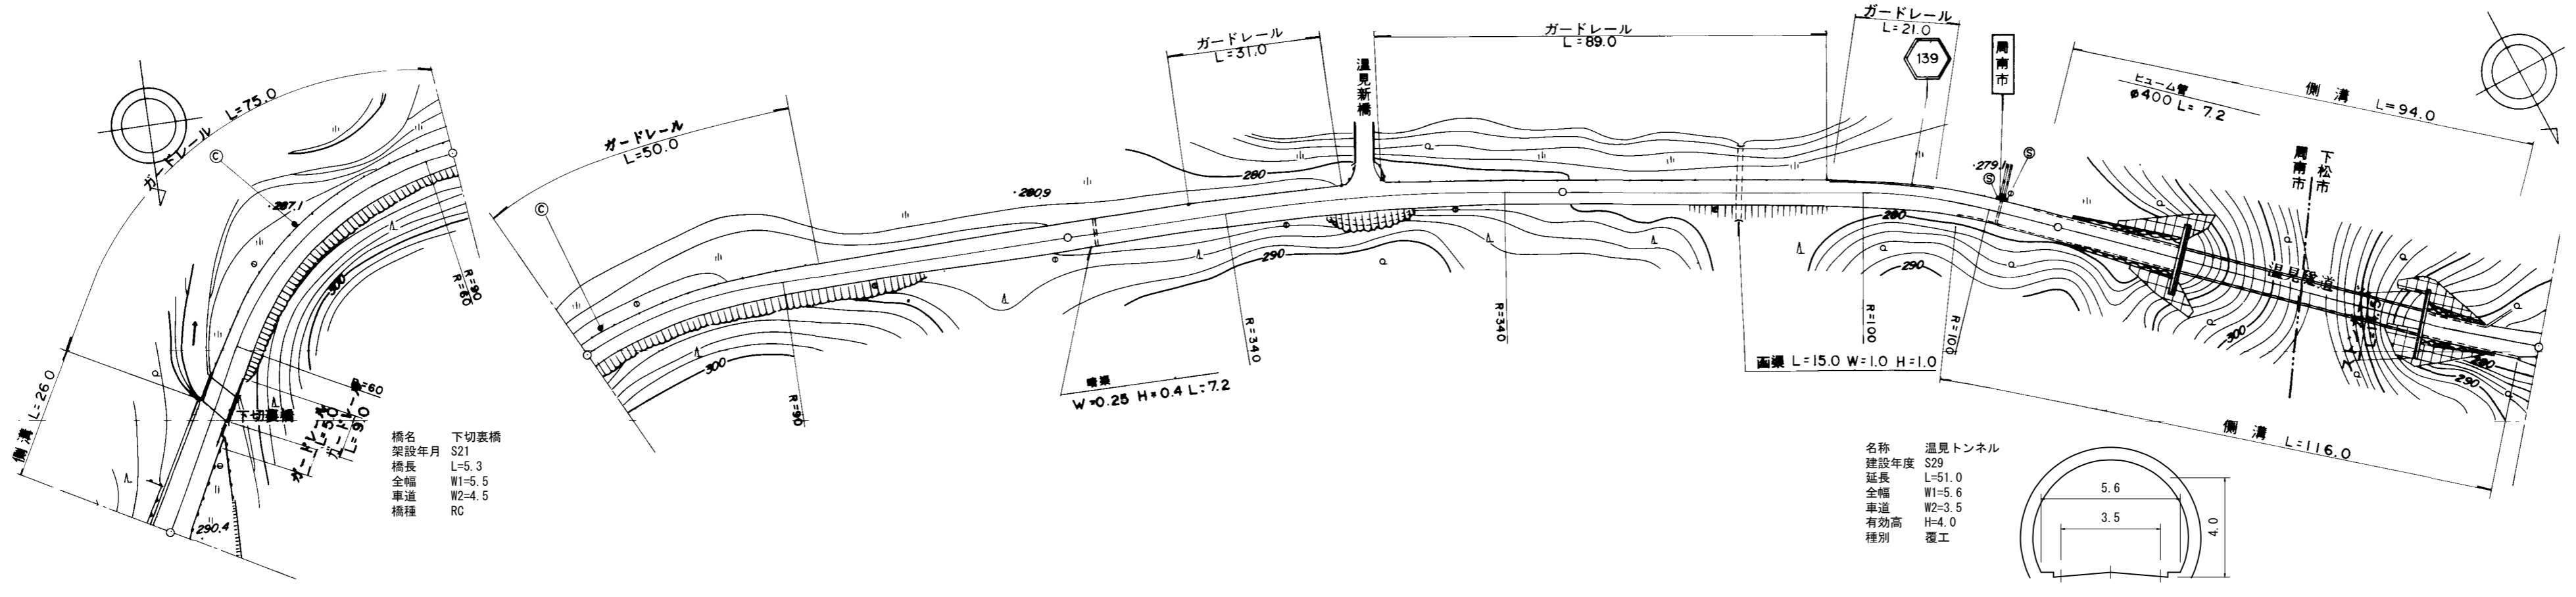 ガードレール L=75.0
Ⓒ
287.1
300
R=90
R=60
側溝 L=26.0
下切裏橋
R=60
ガードレール
L=5.0
ガードレール
L=9.0
290.4
橋名 下切裏橋
架設年月 S21
橋長 L=5.3
全幅 W1=5.5
車道 W2=4.5
橋種 RC
ガードレール
L=50.0
Ⓒ
300
R=90
280.9
暗渠
W=0.25 H=0.4 L=7.2
ガードレール
L=31.0
温見新橋
280
290
R=340
ガードレール
L=89.0
R=340
函渠 L=15.0 W=1.0 H=1.0
ガードレール
L=21.0
139
周南市
279.1
Ⓢ
Ⓢ
280
290
R=100
R=100
ヒューム管
φ400 L=7.2
側溝 L=94.0
周南市
下松市
温見隧道
300
280
290
側溝 L=116.0
名称 温見トンネル
建設年度 S29
延長 L=51.0
全幅 W1=5.6
車道 W2=3.5
有効高 H=4.0
種別 覆工
5.6
3.5
4.0